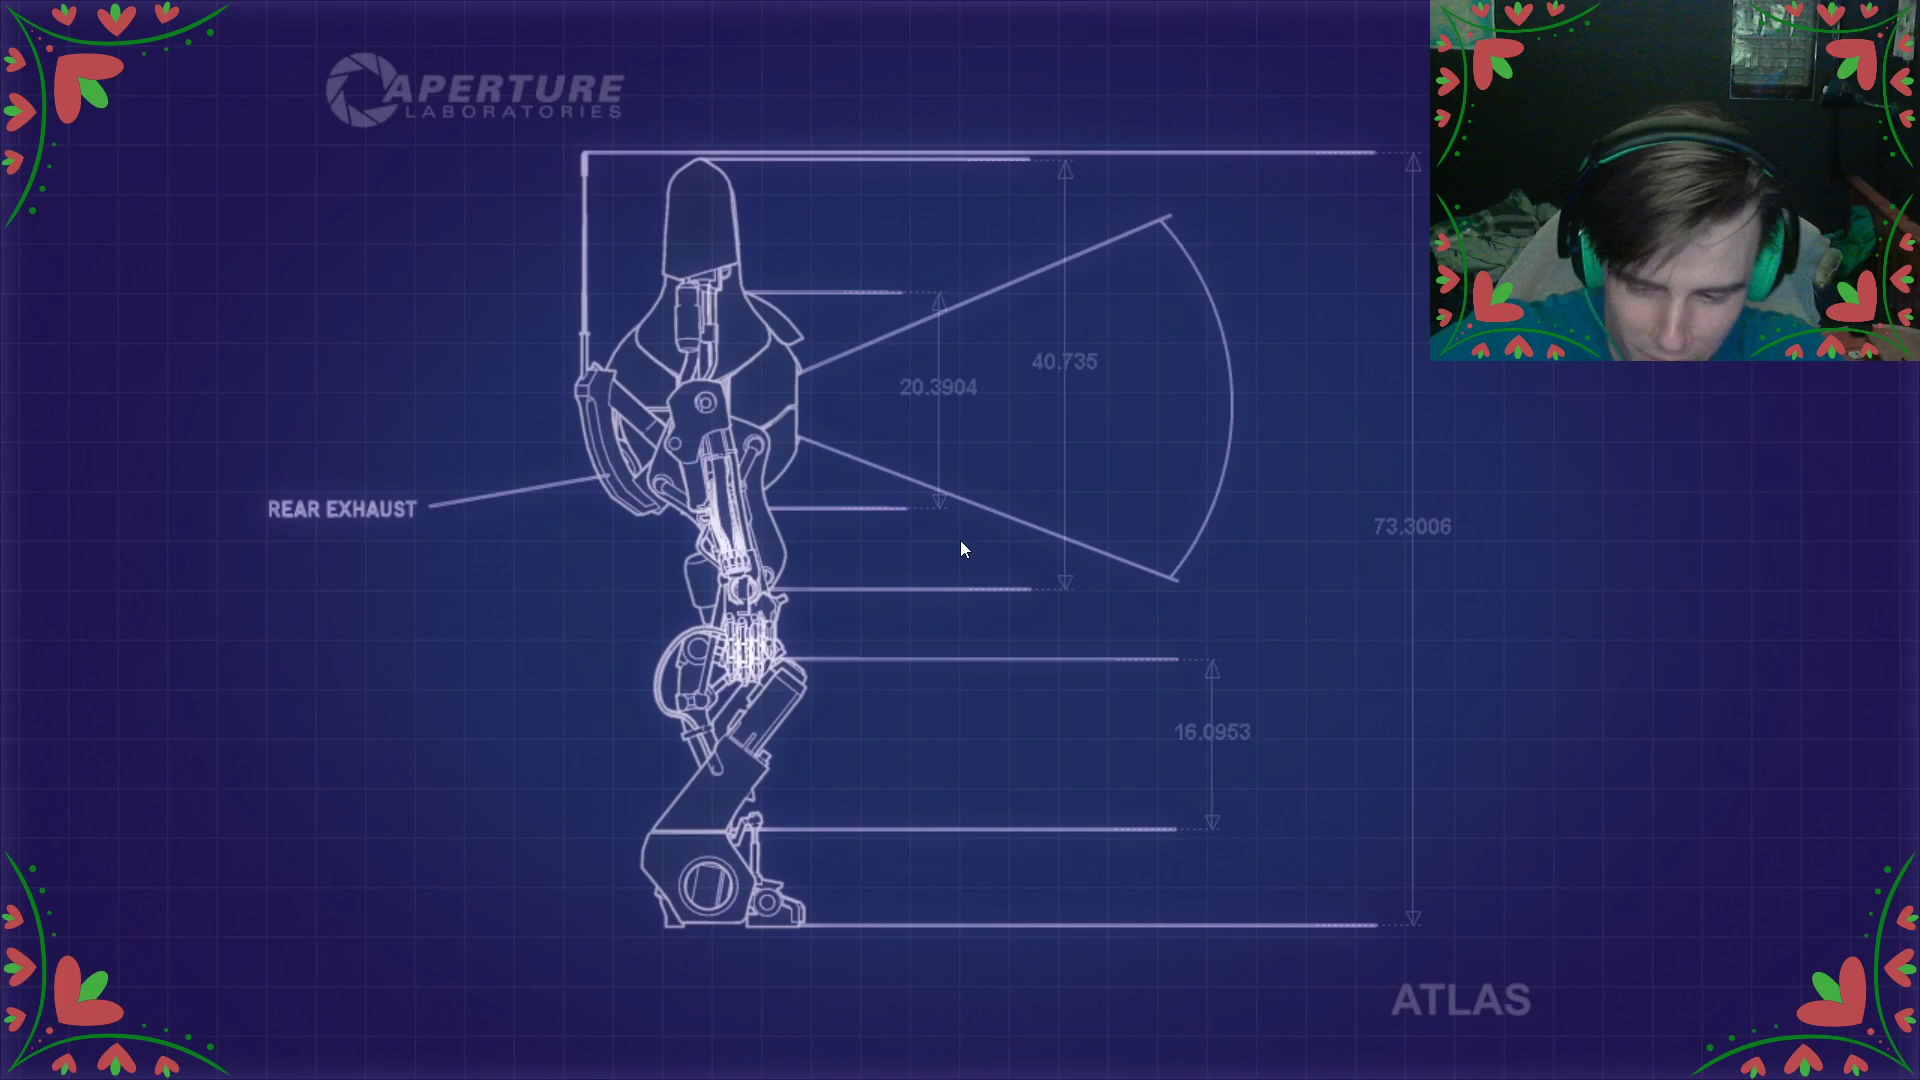 APERTURE
LABORATORIES
40.735
20.3904
REAR EXHAUST
73.3006
16.0953
ATLAS